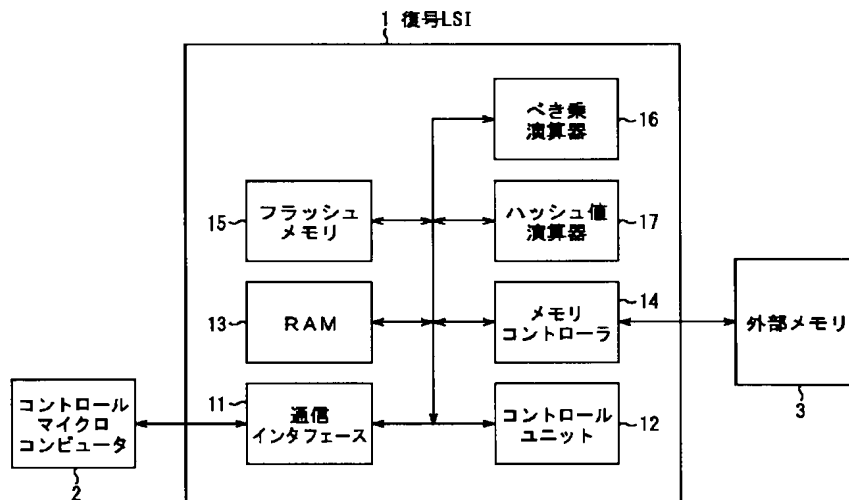 1 復号LSI
べき乗
演算器
16
15
フラッシュ
メモリ
ハッシュ値
演算器
17
13
RAM
メモリ
コントローラ
14
外部メモリ
3
コントロール
マイクロ
コンピュータ
2
11
通信
インタフェース
コントロール
ユニット
12